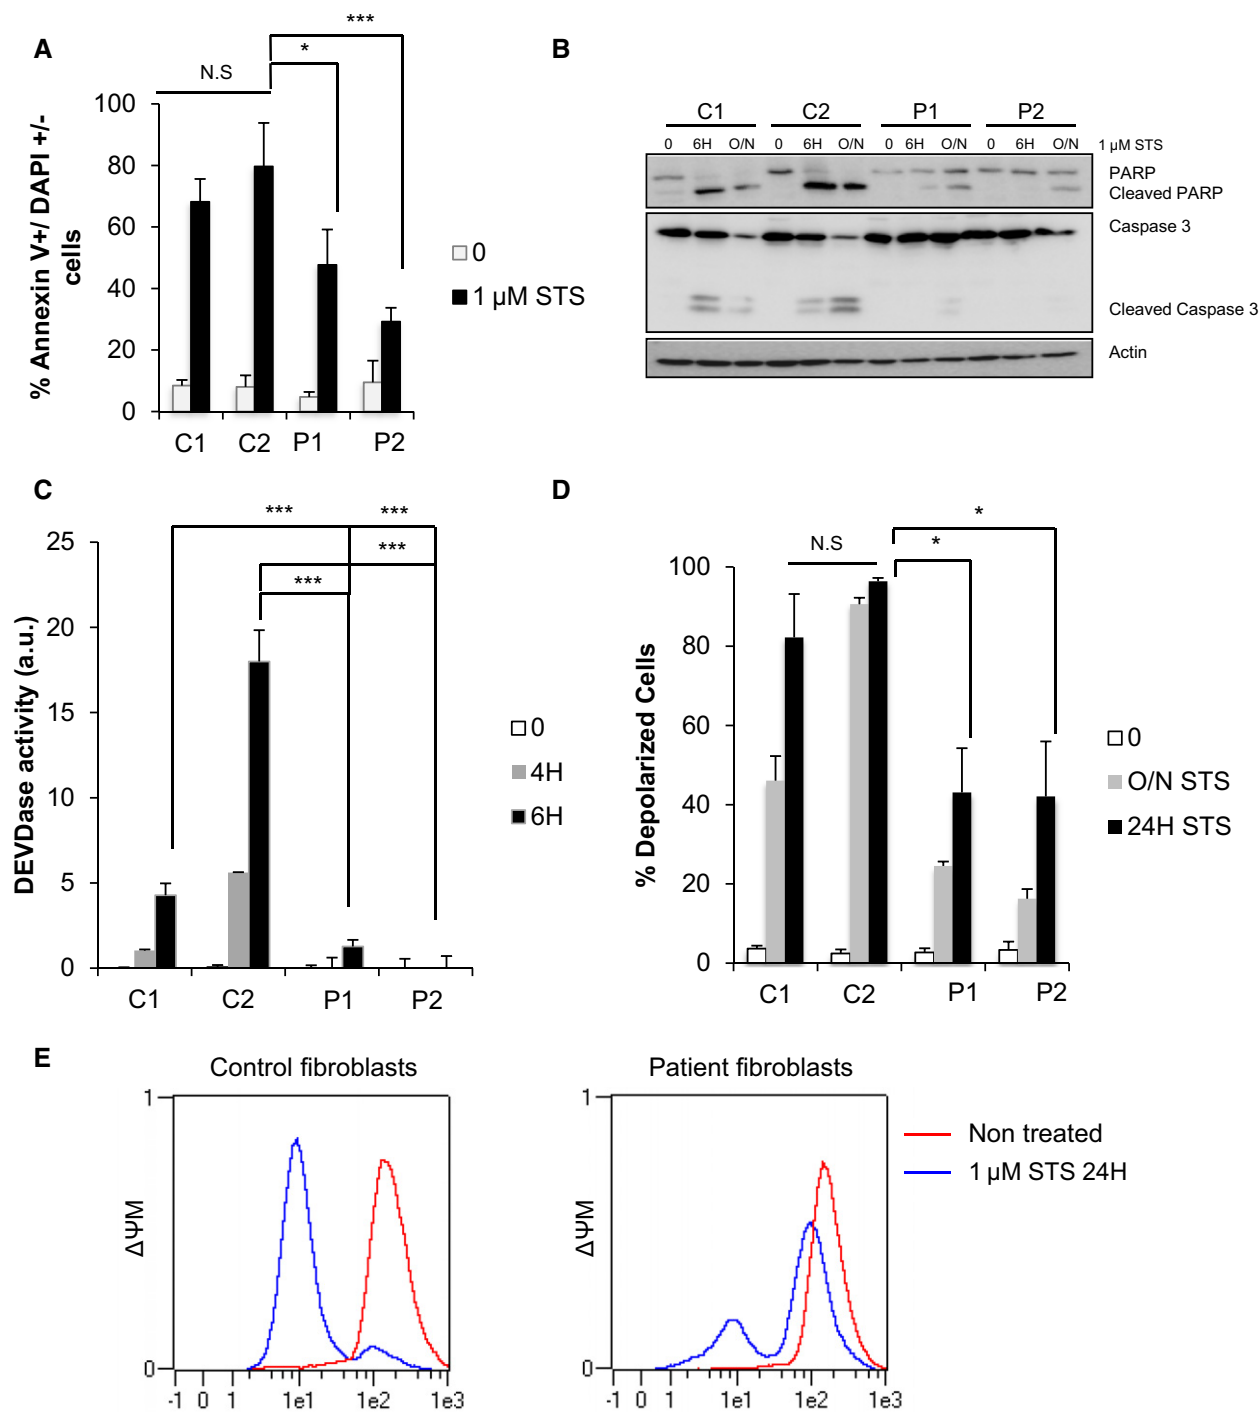 A
N.S
*
***
% Annexin V+/ DAPI +/-
cells
100
80
60
40
20
0
C1
C2
P1
P2
0
1 µM STS
B
C1
C2
P1
P2
0
6H
O/N
0
6H
O/N
0
6H
O/N
0
6H
O/N
1 µM STS
PARP
Cleaved PARP
Caspase 3
Cleaved Caspase 3
Actin
C
***
***
***
***
DEVDase activity (a.u.)
25
20
15
10
5
0
C1
C2
P1
P2
0
4H
6H
D
N.S
*
*
% Depolarized Cells
100
80
60
40
20
0
C1
C2
P1
P2
0
O/N STS
24H STS
E
Control fibroblasts
1
0
ΔΨM
-1 0 1 1e1 1e2 1e3
Patient fibroblasts
1
0
ΔΨM
-1 0 1 1e1 1e2 1e3
Non treated
1 µM STS 24H